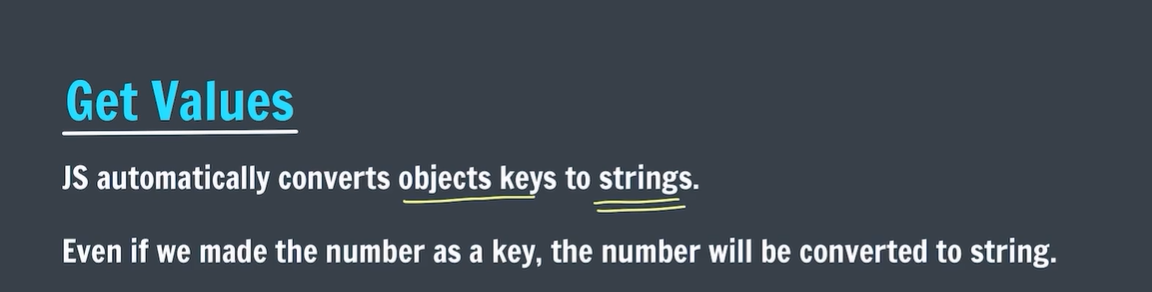 Get Values
JS automatically converts objects keys to strings.
Even if we made the number as a key, the number will be converted to string.